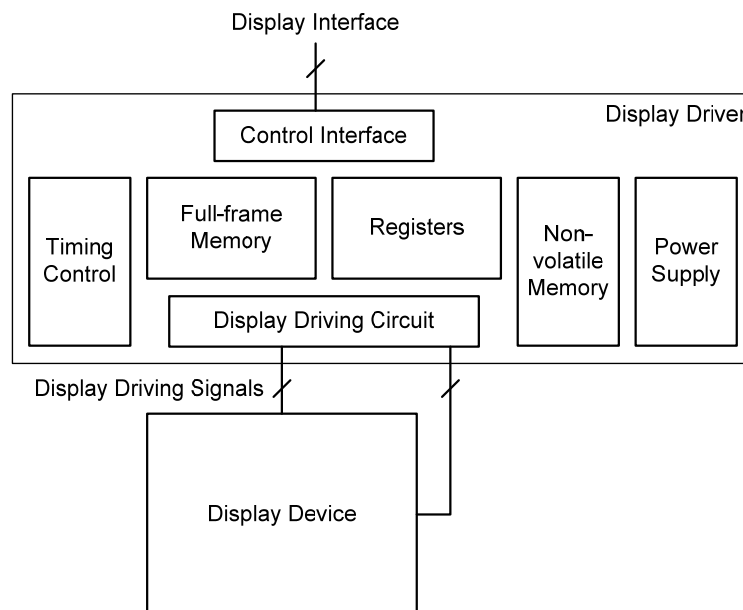 Display Interface
Display Driver
Control Interface
Timing
Control
Full-frame
Memory
Registers
Non-
volatile
Memory
Power
Supply
Display Driving Circuit
Display Driving Signals
Display Device